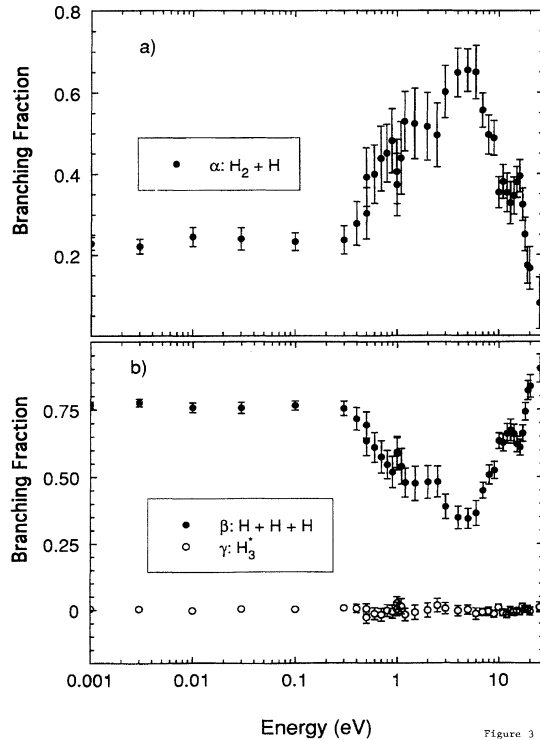 a)
Branching Fraction
0.8
0.6
0.4
0.2
α: H₂ + H
b)
Branching Fraction
0.75
0.50
0.25
0
β: H + H + H
γ: H₃*
0.001
0.01
0.1
1
10
Energy (eV)
Figure 3